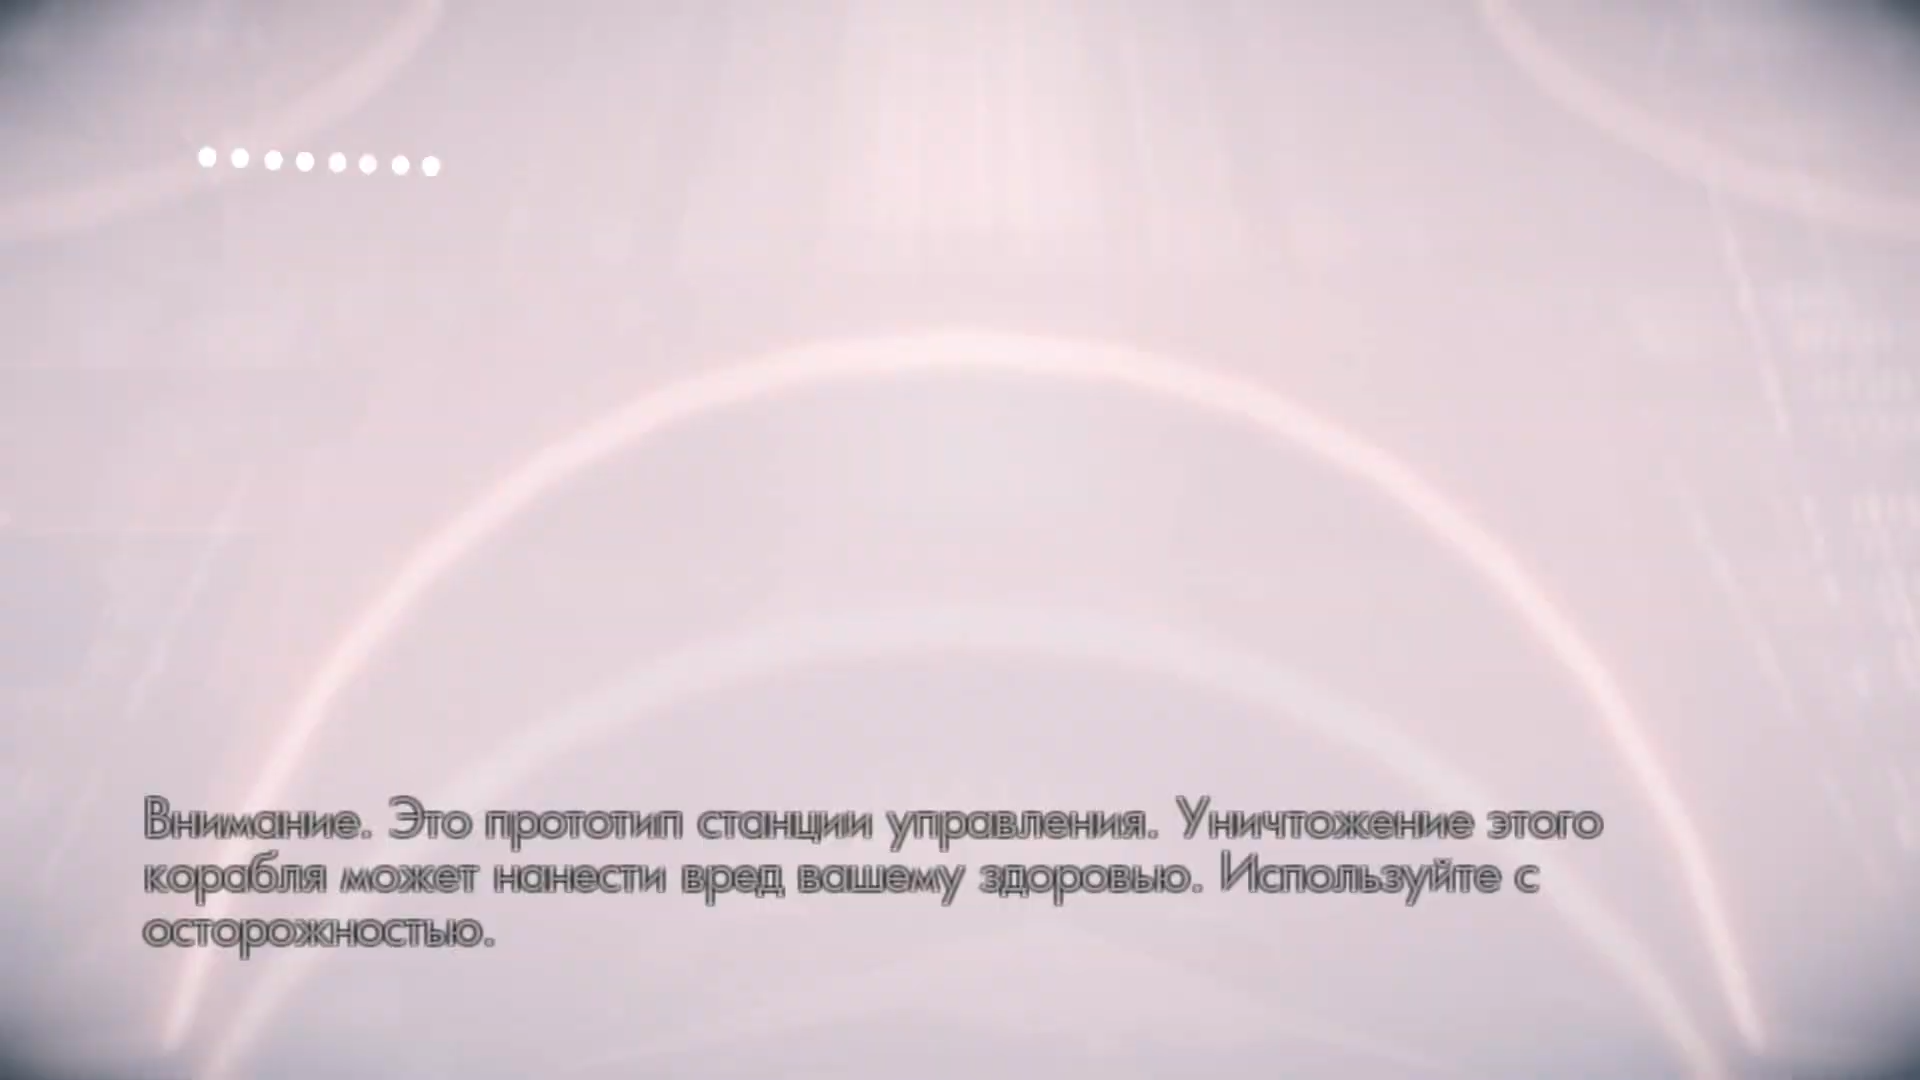 Внимание. Это прототип станции управления. Уничтожение этого
корабля может нанести вред вашему здоровью. Используйте с
осторожностью.